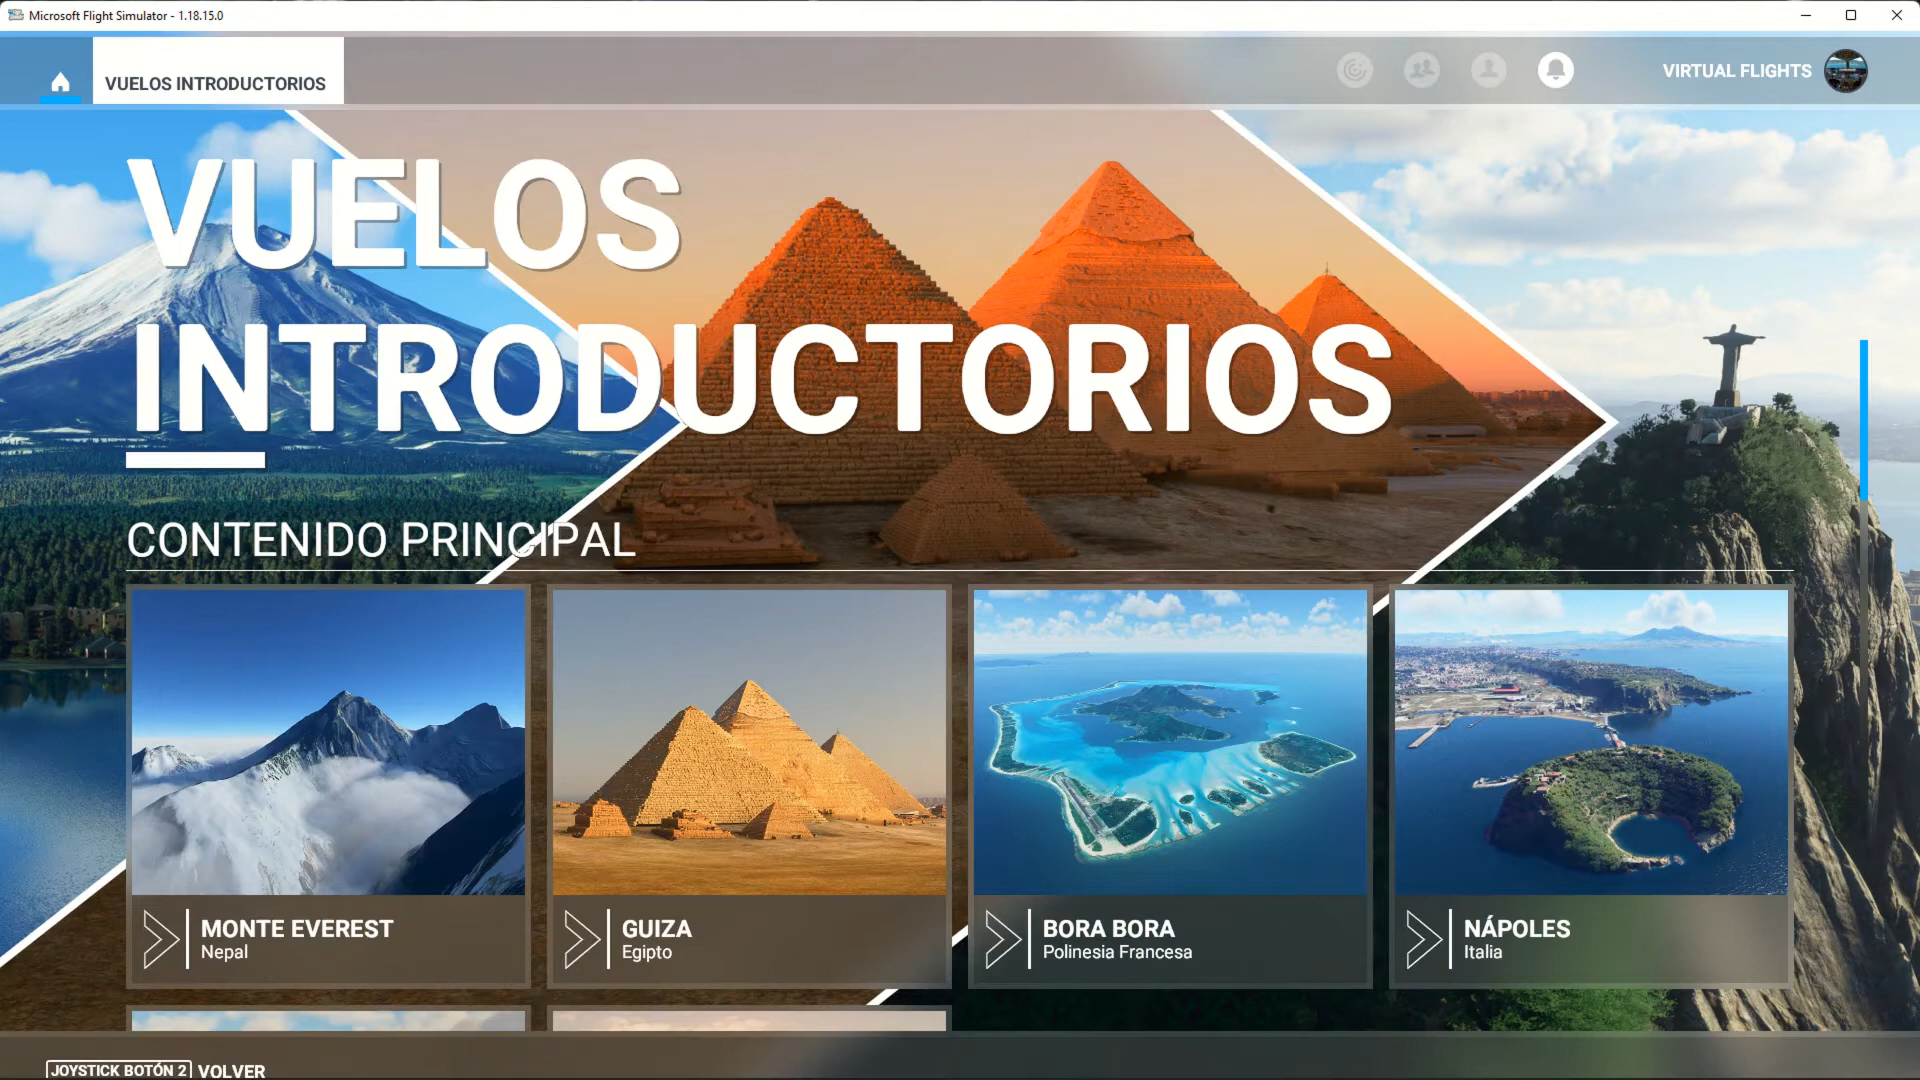 Microsoft Flight Simulator - 1.18.15.0
VUELOS INTRODUCTORIOS
VIRTUAL FLIGHTS
VUELOS
INTRODUCTORIOS
CONTENIDO PRINCIPAL
MONTE EVEREST
Nepal
GUIZA
Egipto
BORA BORA
Polinesia Francesa
NÁPOLES
Italia
JOYSTICK BOTÓN 2 VOLVER